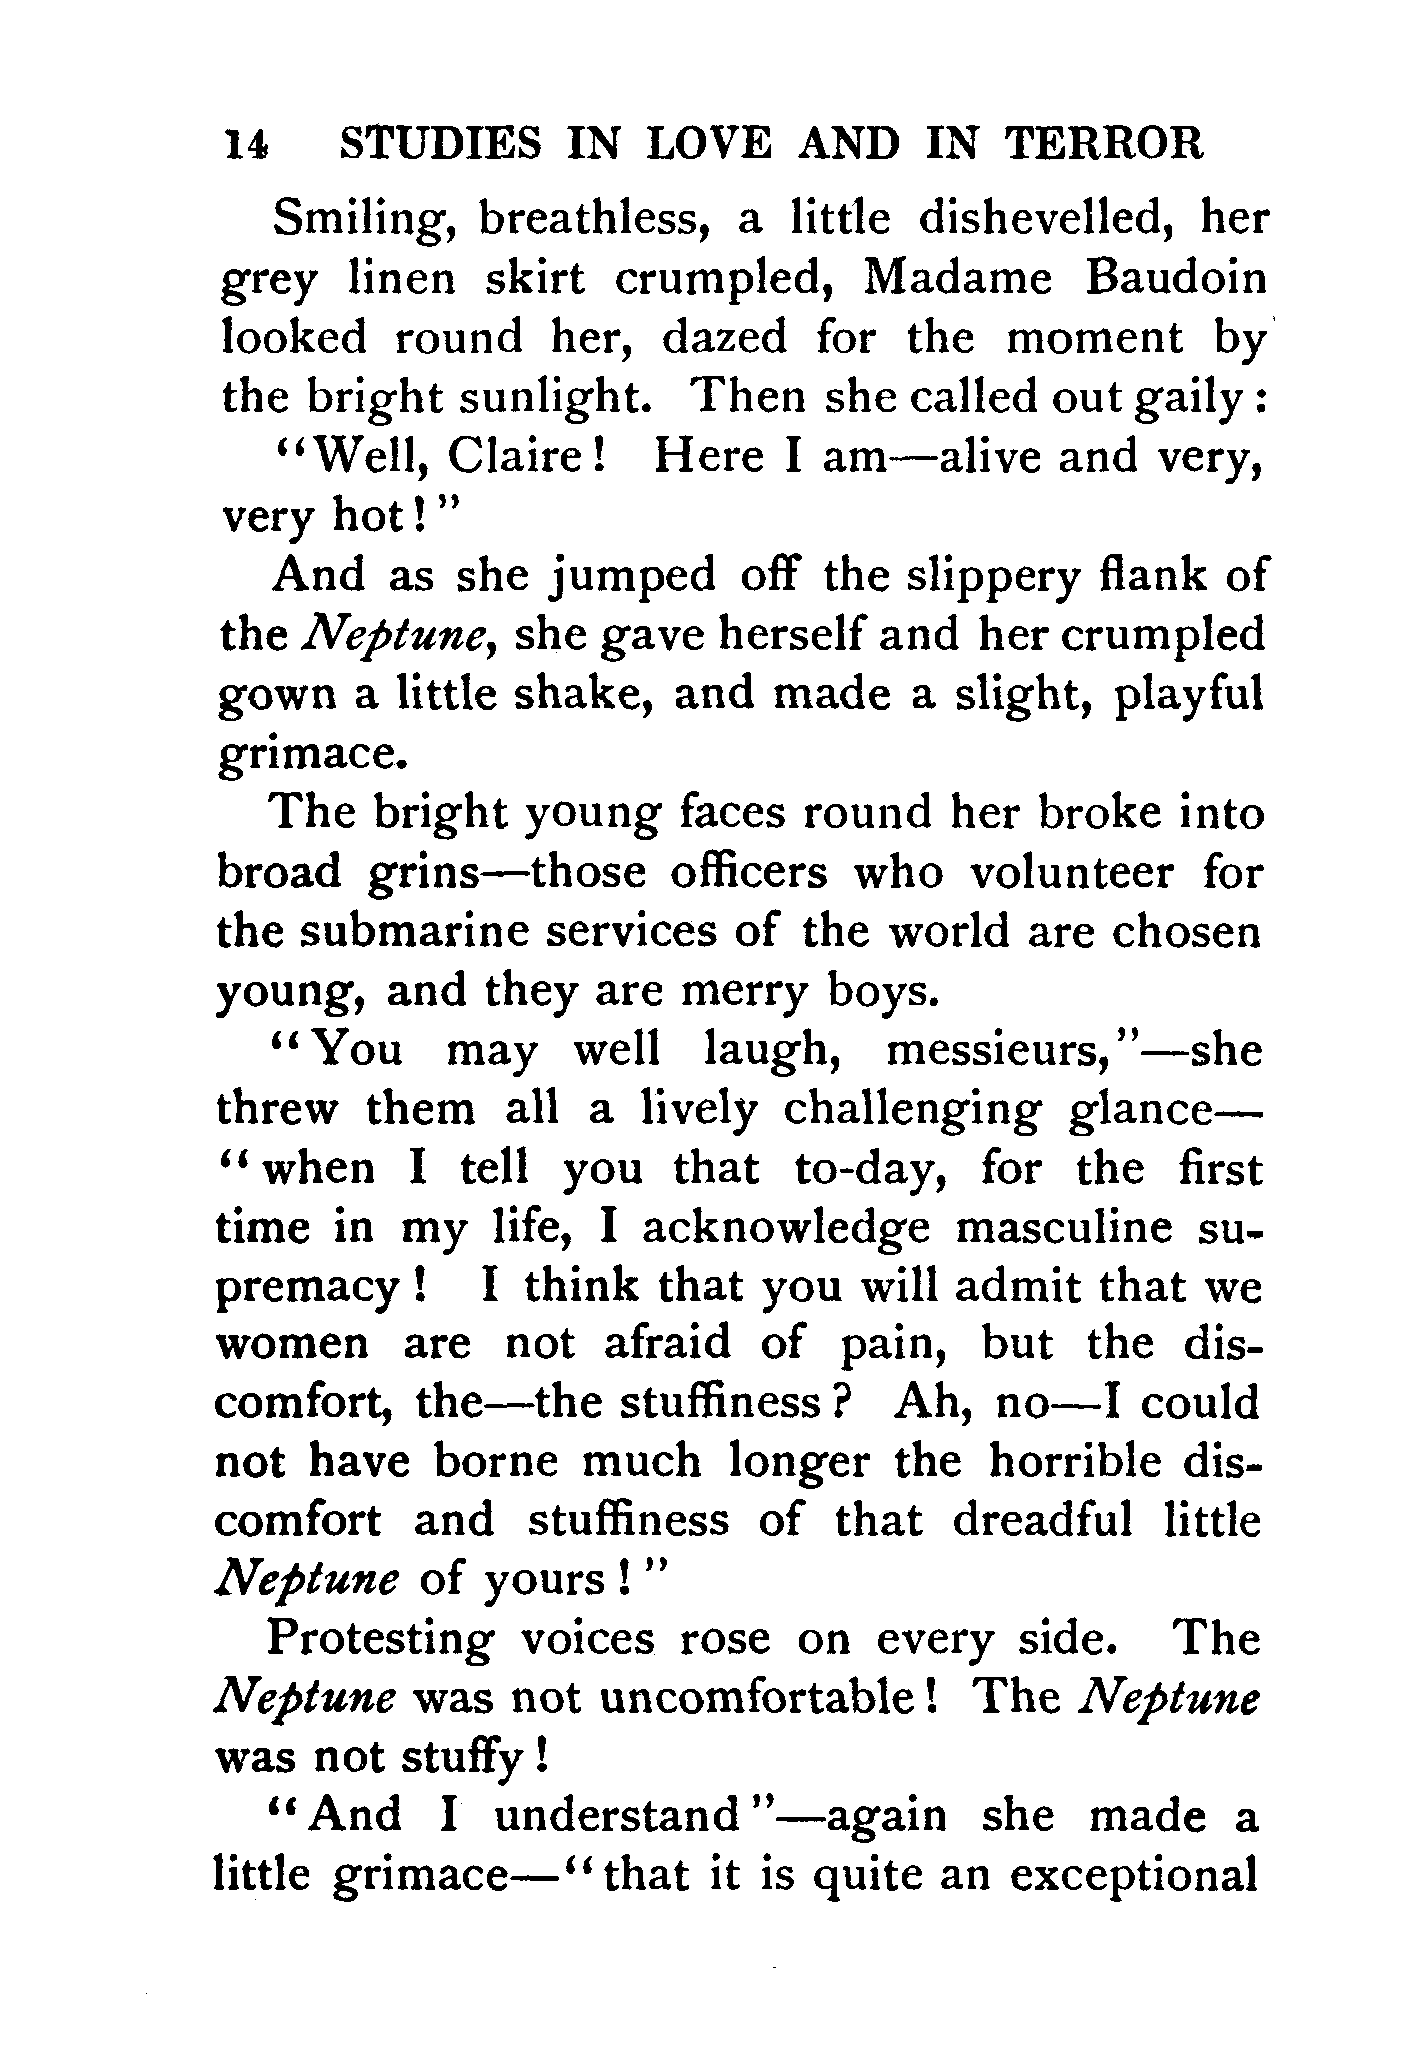 14 STUDIES IN LOVE AND IN TERROR
Smiling, breathless, a little dishevelled, her
grey linen skirt crumpled, Madame Baudoin
looked round her, dazed for the moment by
the bright sunlight. Then she called out gaily :
"Well, Claire! Here I am—alive and very,
very hot!"
And as she jumped off the slippery flank of
the Neptune, she gave herself and her crumpled
gown a little shake, and made a slight, playful
grimace.
The bright young faces round her broke into
broad grins—those officers who volunteer for
the submarine services of the world are chosen
young, and they are merry boys.
"You may well laugh, messieurs,"—she
threw them all a lively challenging glance—
"when I tell you that to-day, for the first
time in my life, I acknowledge masculine su-
premacy! I think that you will admit that we
women are not afraid of pain, but the dis-
comfort, the—the stuffiness? Ah, no—I could
not have borne much longer the horrible dis-
comfort and stuffiness of that dreadful little
Neptune of yours!"
Protesting voices rose on every side. The
Neptune was not uncomfortable! The Neptune
was not stuffy!
"And I understand"—again she made a
little grimace—"that it is quite an exceptional